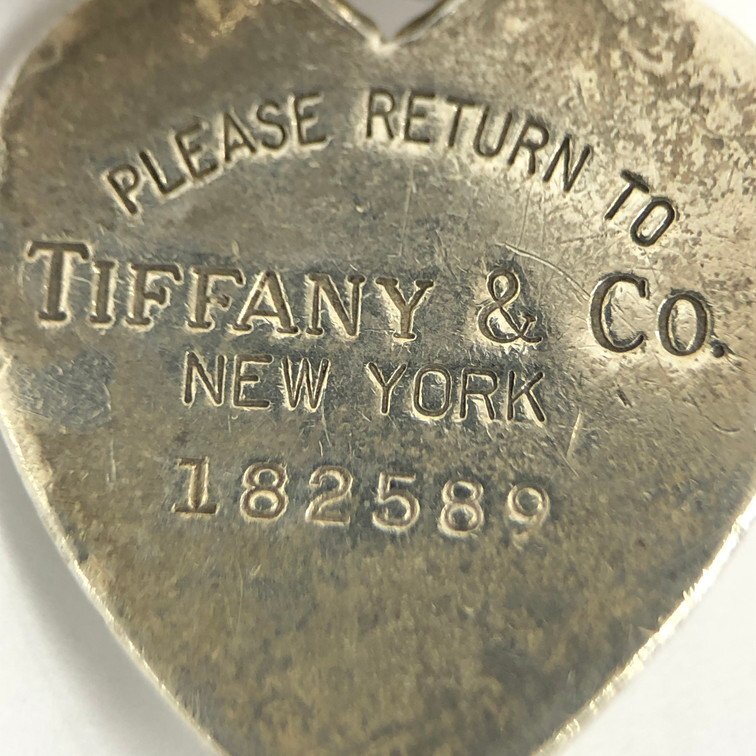 PLEASE RETURN TO
TIFFANY & CO.
NEW YORK
182589